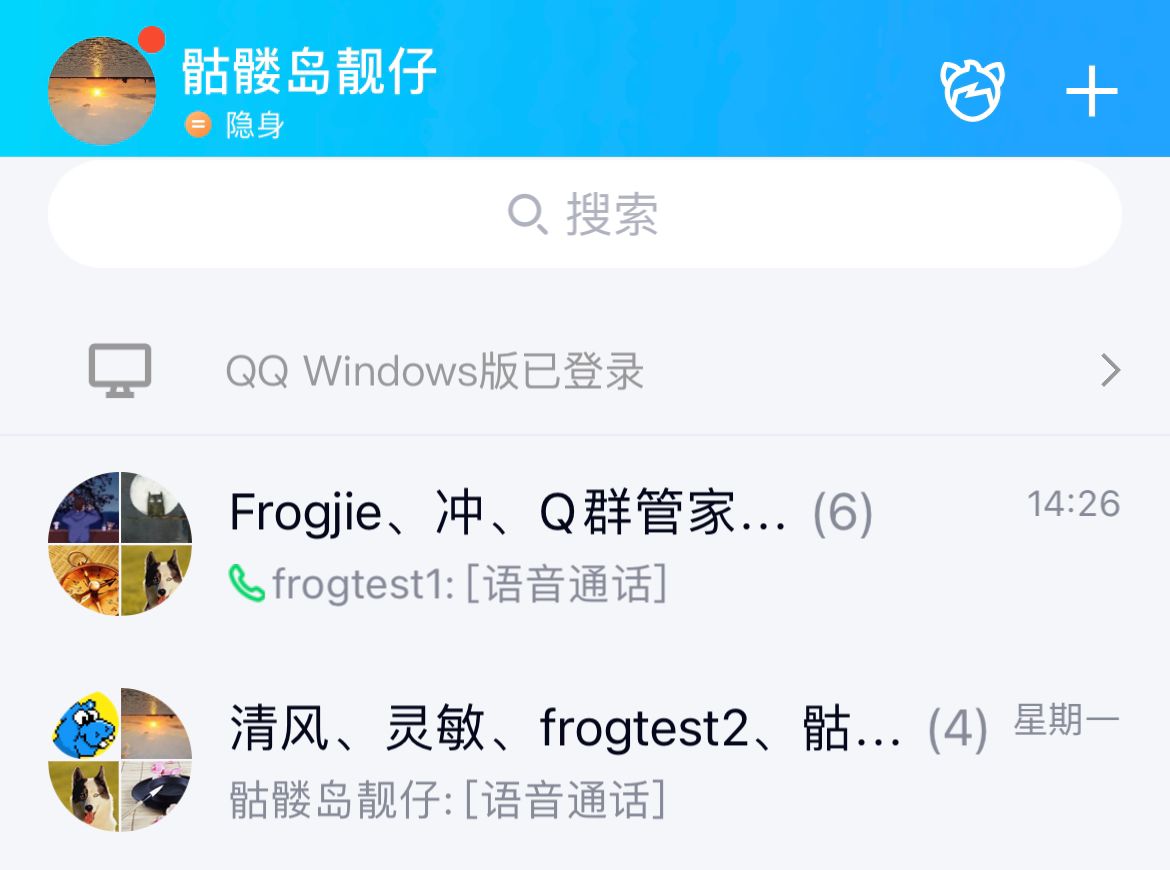 骷髅岛靓仔
隐身
搜索
QQ Windows版已登录
Frogjie、冲、Q群管家... (6) 14:26
frogtest1: [语音通话]
清风、灵敏、frogtest2、骷... (4) 星期一
骷髅岛靓仔: [语音通话]